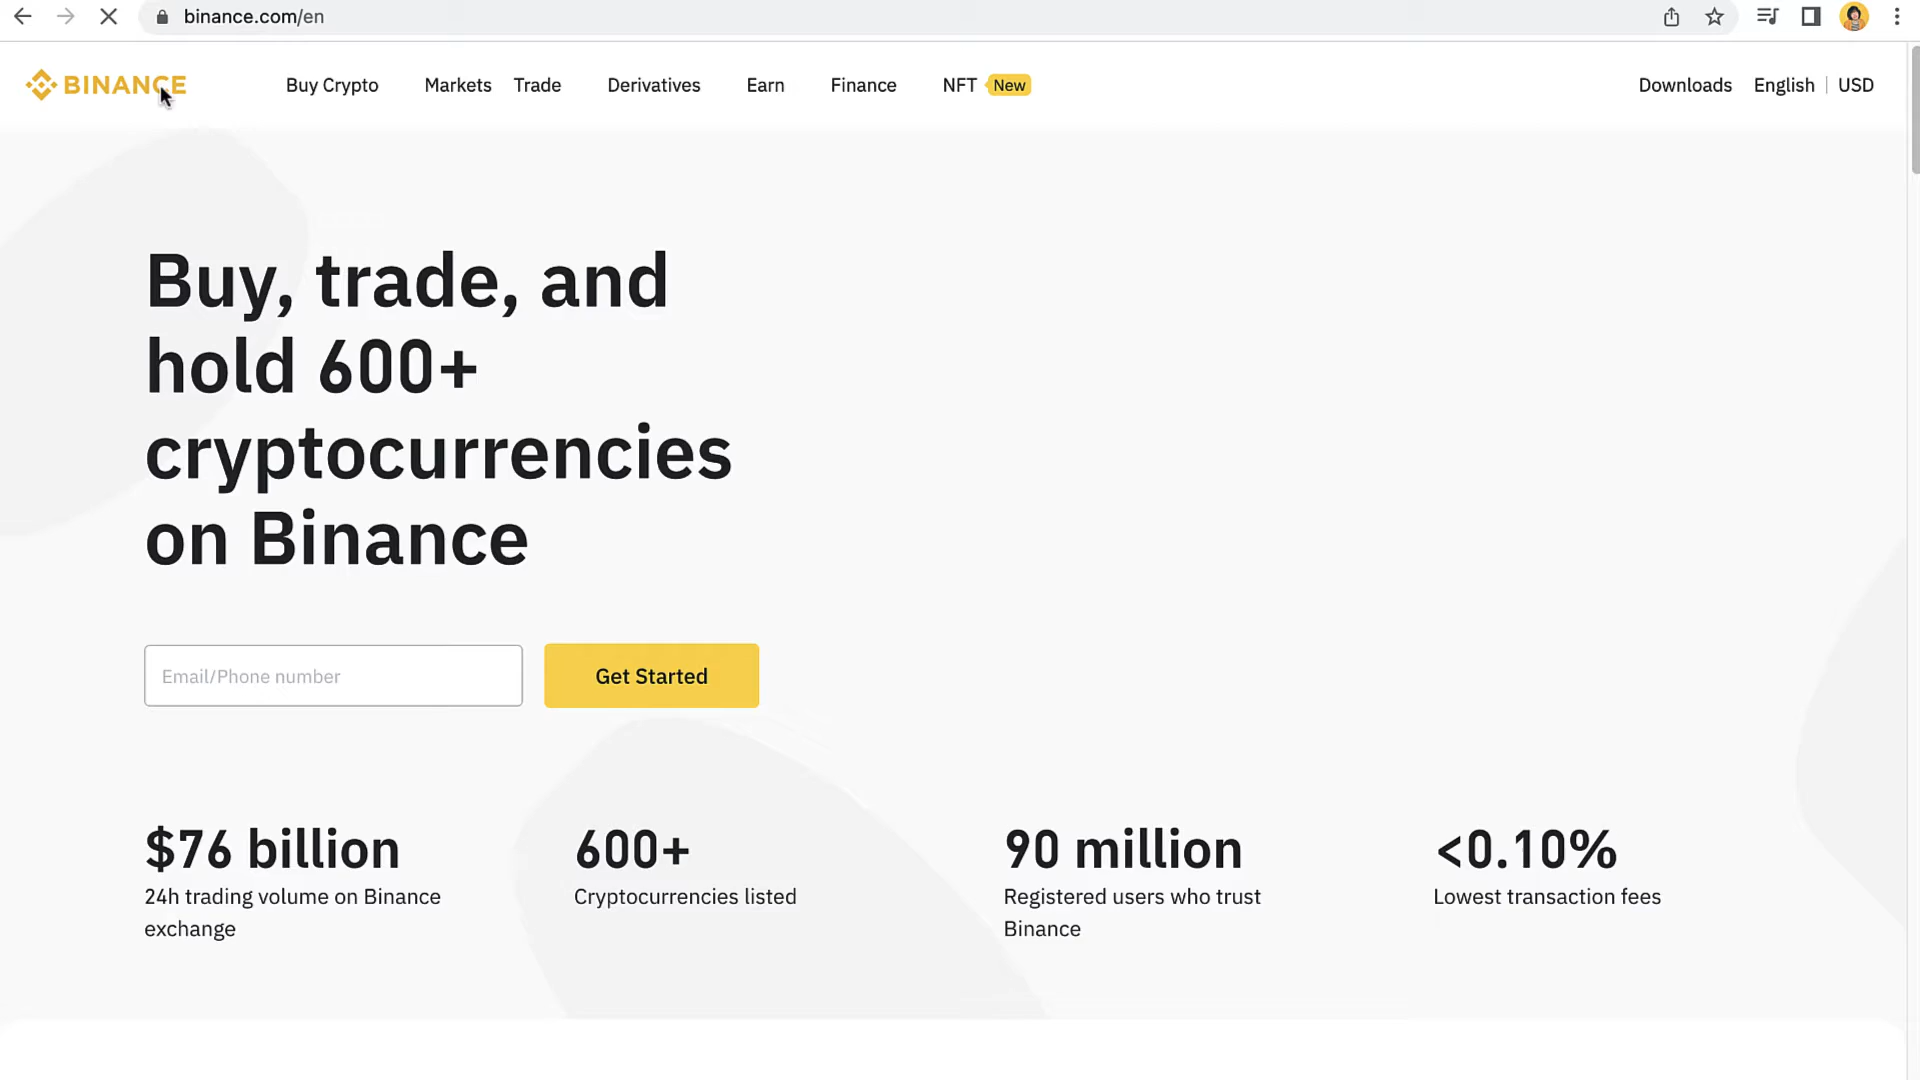 binance.com/en
BINANCE
Buy Crypto Markets Trade Derivatives Earn Finance NFT New Downloads English USD
Buy, trade, and
hold 600+
cryptocurrencies
on Binance
Email/Phone number
Get Started
$76 billion
24h trading volume on Binance
exchange
600+
Cryptocurrencies listed
90 million
Registered users who trust
Binance
<0.10%
Lowest transaction fees